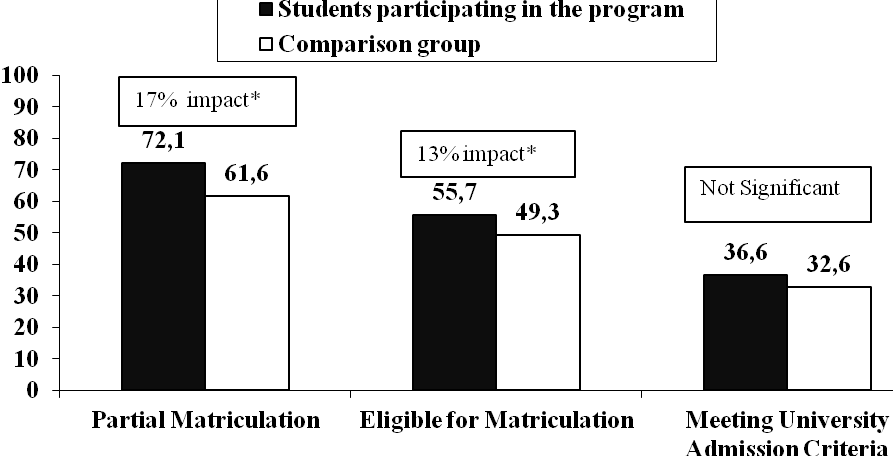 Students participating in the program
Comparison group
100
90
80
70
60
50
40
30
20
10
0
17% impact*
72,1
61,6
13% impact*
55,7
49,3
Not Significant
36,6
32,6
Partial Matriculation
Eligible for Matriculation
Meeting University
Admission Criteria